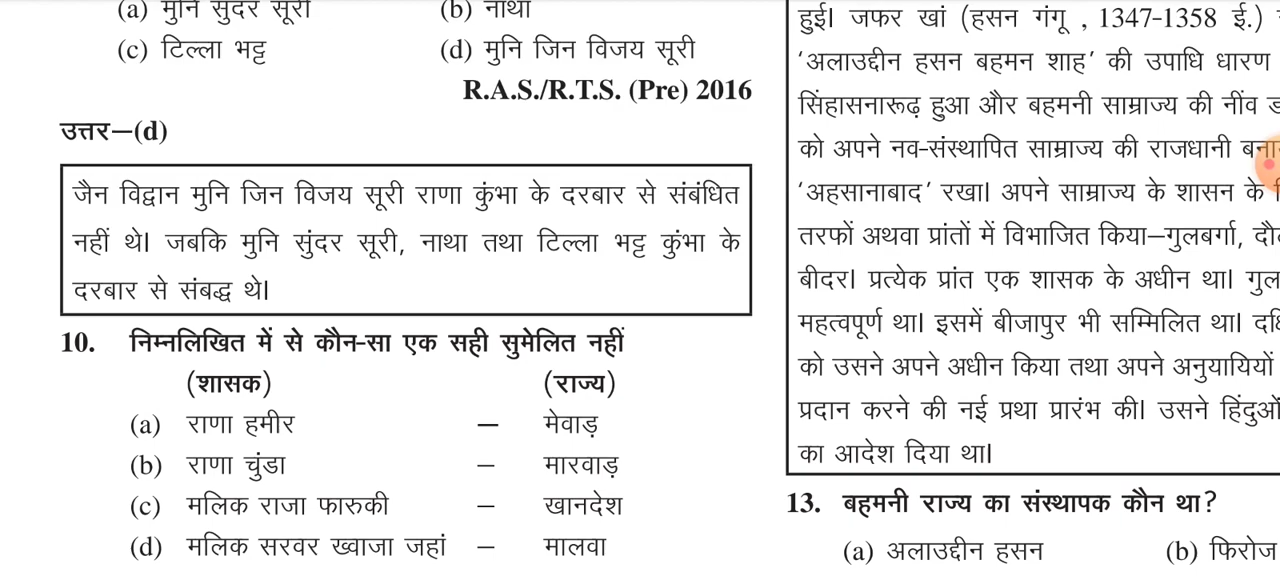 (a) मुनि सुंदर सूरी (b) नाथा
(c) टिल्ला भट्ट (d) मुनि जिन विजय सूरी
R.A.S./R.T.S. (Pre) 2016
उत्तर—(d)
जैन विद्वान मुनि जिन विजय सूरी राणा कुंभा के दरबार से संबंधित
नहीं थे। जबकि मुनि सुंदर सूरी, नाथा तथा टिल्ला भट्ट कुंभा के
दरबार से संबद्ध थे।
10. निम्नलिखित में से कौन-सा एक सही सुमेलित नहीं
(शासक) (राज्य)
(a) राणा हमीर — मेवाड़
(b) राणा चुंडा – मारवाड़
(c) मलिक राजा फारुकी – खानदेश
(d) मलिक सरवर ख्वाजा जहां – मालवा
हुई। जफर खां (हसन गंगू , 1347-1358 ई.)
‘अलाउद्दीन हसन बहमन शाह’ की उपाधि धारण
सिंहासनारूढ़ हुआ और बहमनी साम्राज्य की नींव
को अपने नव-संस्थापित साम्राज्य की राजधानी
‘अहसानाबाद’ रखा। अपने साम्राज्य के शासन के
तरफों अथवा प्रांतों में विभाजित किया—गुलबर्गा,
बीदर। प्रत्येक प्रांत एक शासक के अधीन था।
महत्वपूर्ण था। इसमें बीजापुर भी सम्मिलित था।
को उसने अपने अधीन किया तथा अपने अनुयायियों
प्रदान करने की नई प्रथा प्रारंभ की। उसने हिंदुओं
का आदेश दिया था।
13. बहमनी राज्य का संस्थापक कौन था?
(a) अलाउद्दीन हसन (b) फिरोज